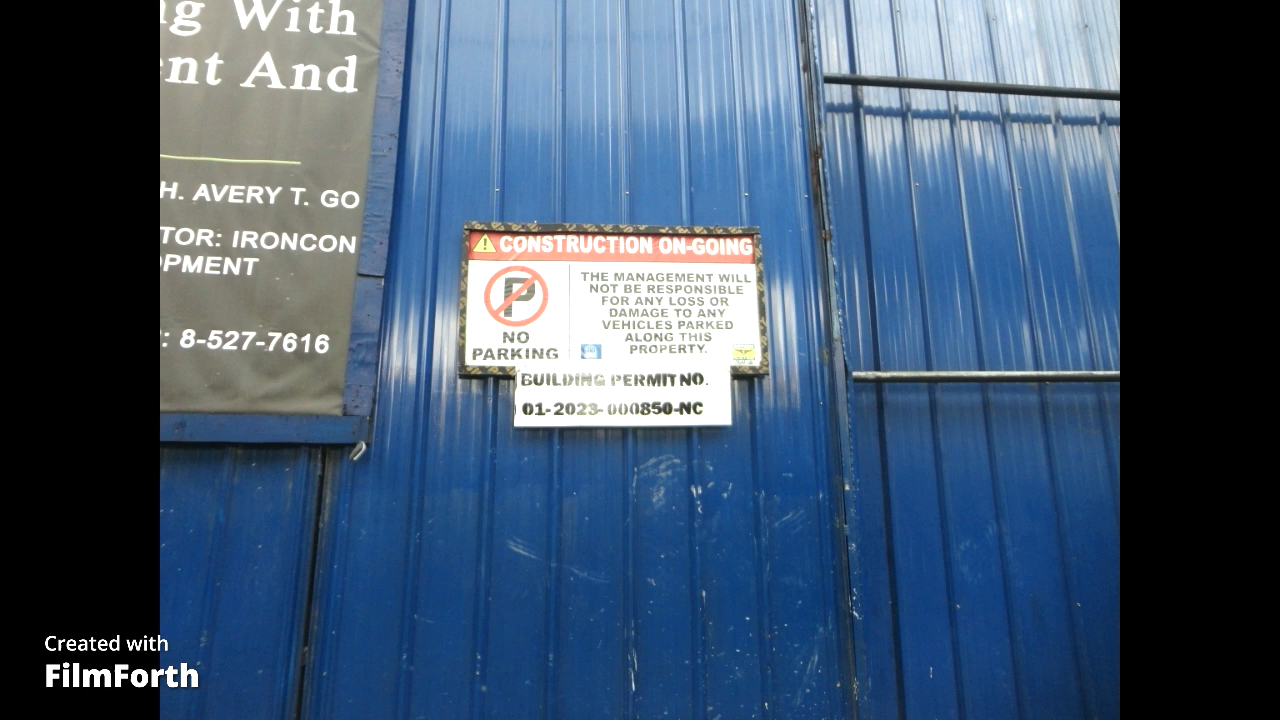 ng With
ent And
H. AVERY T. GO
TOR: IRONCON
OPMENT
: 8-527-7616
CONSTRUCTION ON-GOING
P
NO
PARKING
THE MANAGEMENT WILL
NOT BE RESPONSIBLE
FOR ANY LOSS OR
DAMAGE TO ANY
VEHICLES PARKED
ALONG THIS
PROPERTY.
BUILDING PERMIT NO.
01-2023-000850-NC
Created with
FilmForth